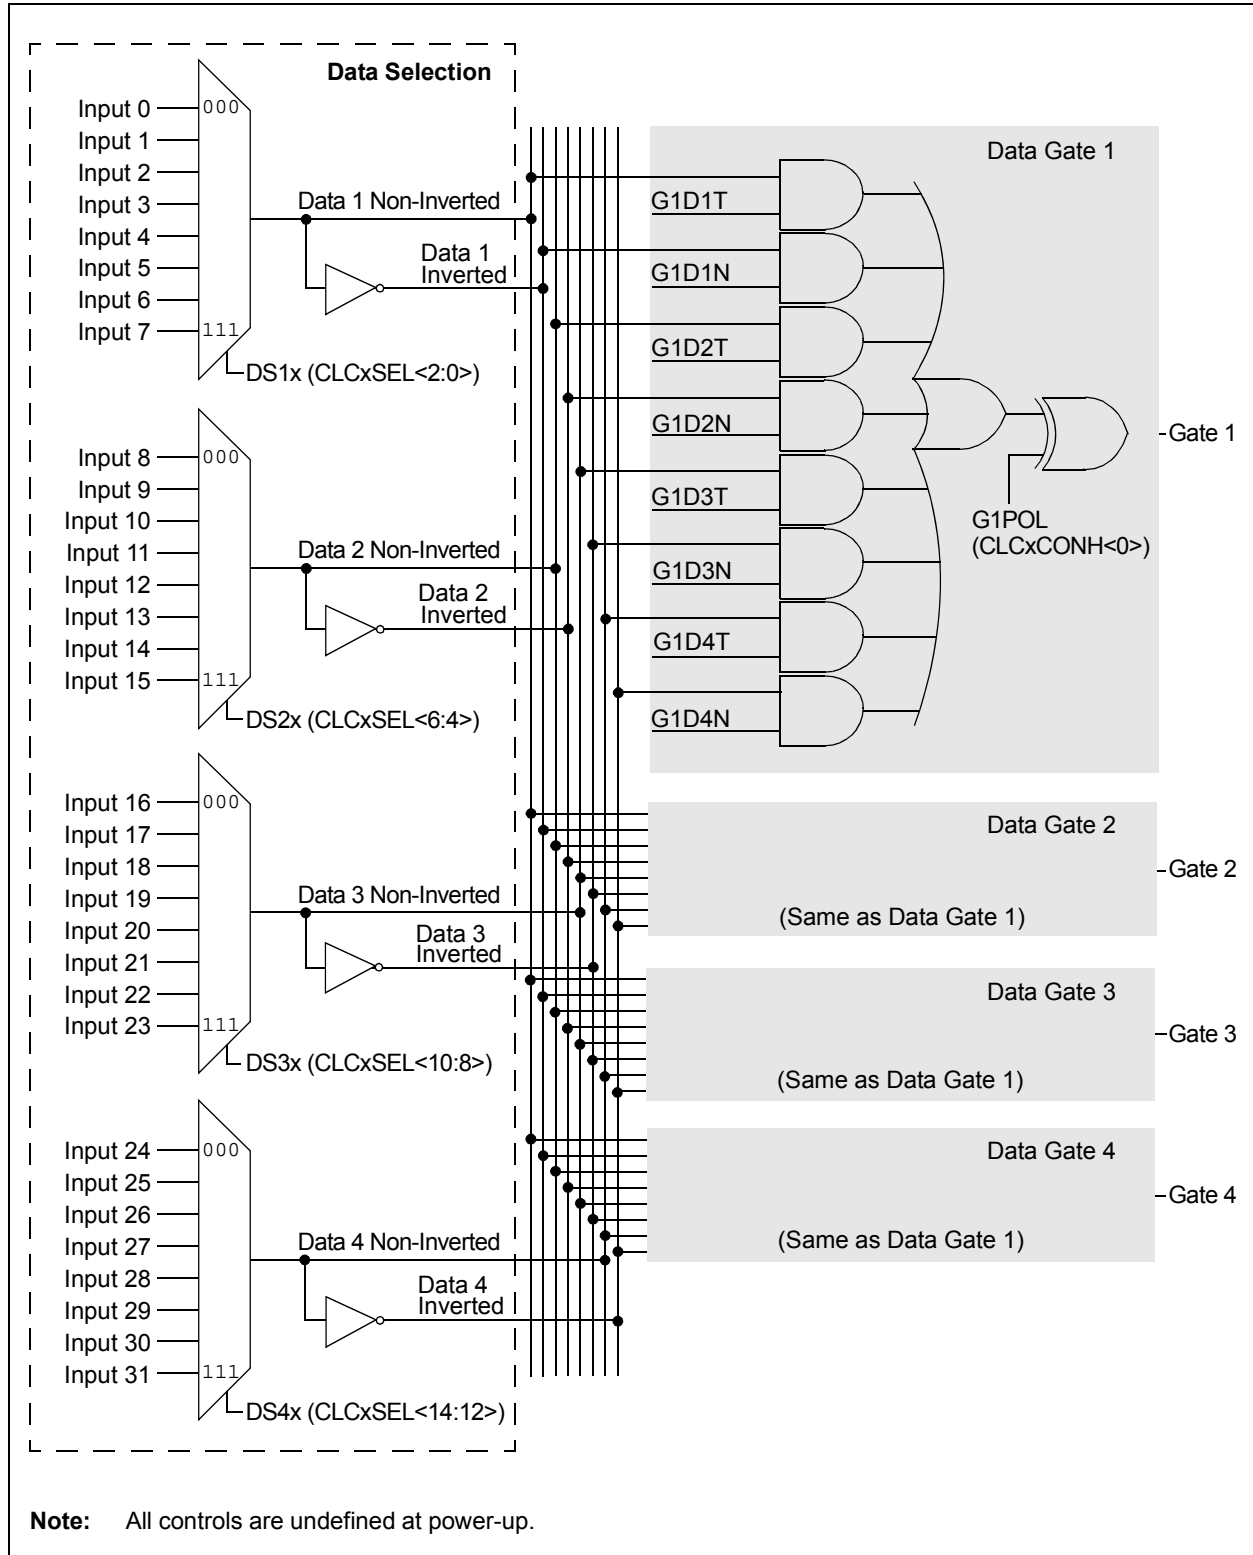 Data Selection
Input 0
000
Input 1
Input 2
Input 3
Input 4
Input 5
Input 6
Input 7
111
Data 1 Non-Inverted
Data 1
Inverted
DS1x (CLCxSEL<2:0>)
Input 8
000
Input 9
Input 10
Input 11
Input 12
Input 13
Input 14
Input 15
111
Data 2 Non-Inverted
Data 2
Inverted
DS2x (CLCxSEL<6:4>)
Input 16
000
Input 17
Input 18
Input 19
Input 20
Input 21
Input 22
Input 23
111
Data 3 Non-Inverted
Data 3
Inverted
DS3x (CLCxSEL<10:8>)
Input 24
000
Input 25
Input 26
Input 27
Input 28
Input 29
Input 30
Input 31
111
Data 4 Non-Inverted
Data 4
Inverted
DS4x (CLCxSEL<14:12>)
Data Gate 1
G1D1T
G1D1N
G1D2T
G1D2N
G1D3T
G1D3N
G1D4T
G1D4N
Gate 1
G1POL
(CLCxCONH<0>)
Data Gate 2
Gate 2
(Same as Data Gate 1)
Data Gate 3
Gate 3
(Same as Data Gate 1)
Data Gate 4
Gate 4
(Same as Data Gate 1)
Note: All controls are undefined at power-up.